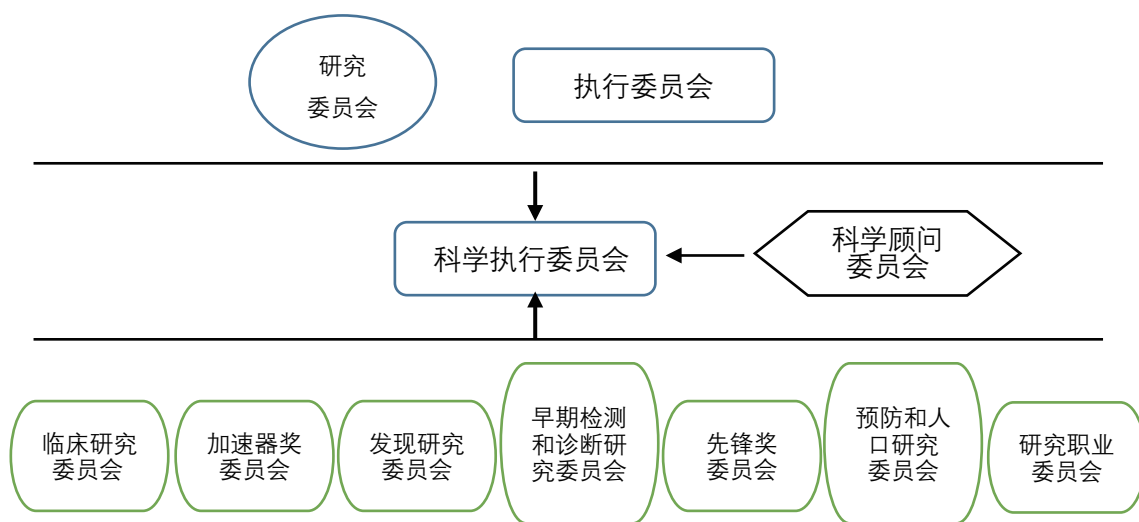 研究
委员会
执行委员会
科学执行委员会
科学顾问
委员会
临床研究
委员会
加速器奖
委员会
发现研究
委员会
早期检测
和诊断研
究委员会
先锋奖
委员会
预防和人
口研究
委员会
研究职业
委员会